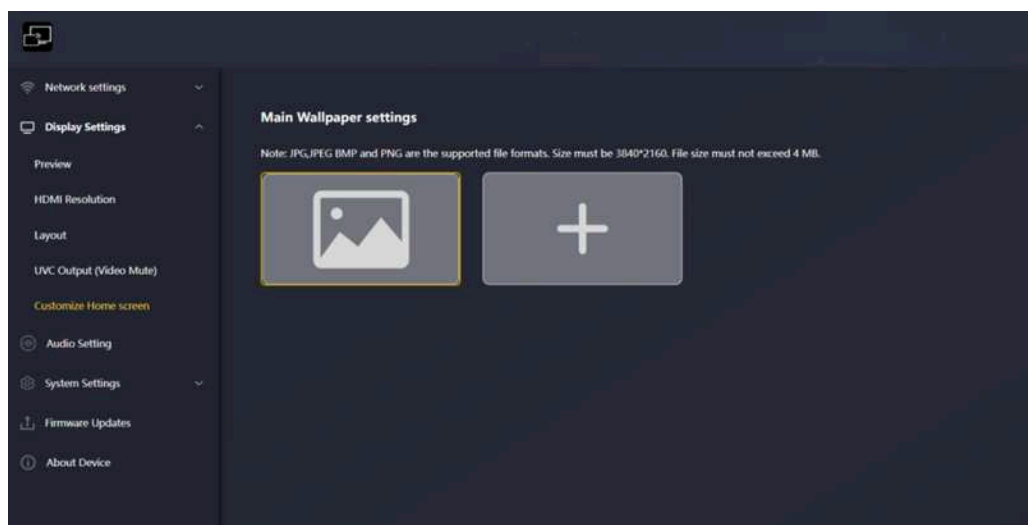 Network settings
Display Settings
Preview
HDMI Resolution
Layout
UVC Output (Video Mute)
Customize Home screen
Audio Setting
System Settings
Firmware Updates
About Device
Main Wallpaper settings
Note: JPG,JPEG BMP and PNG are the supported file formats. Size must be 3840*2160. File size must not exceed 4 MB.